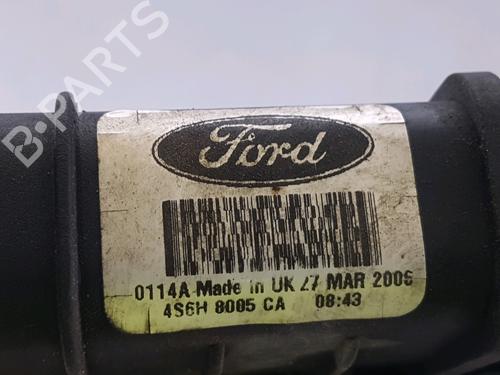 B-PARTS
Ford
0114A Made in UK 27 MAR 2006
4S6H 8005 CA 08:43